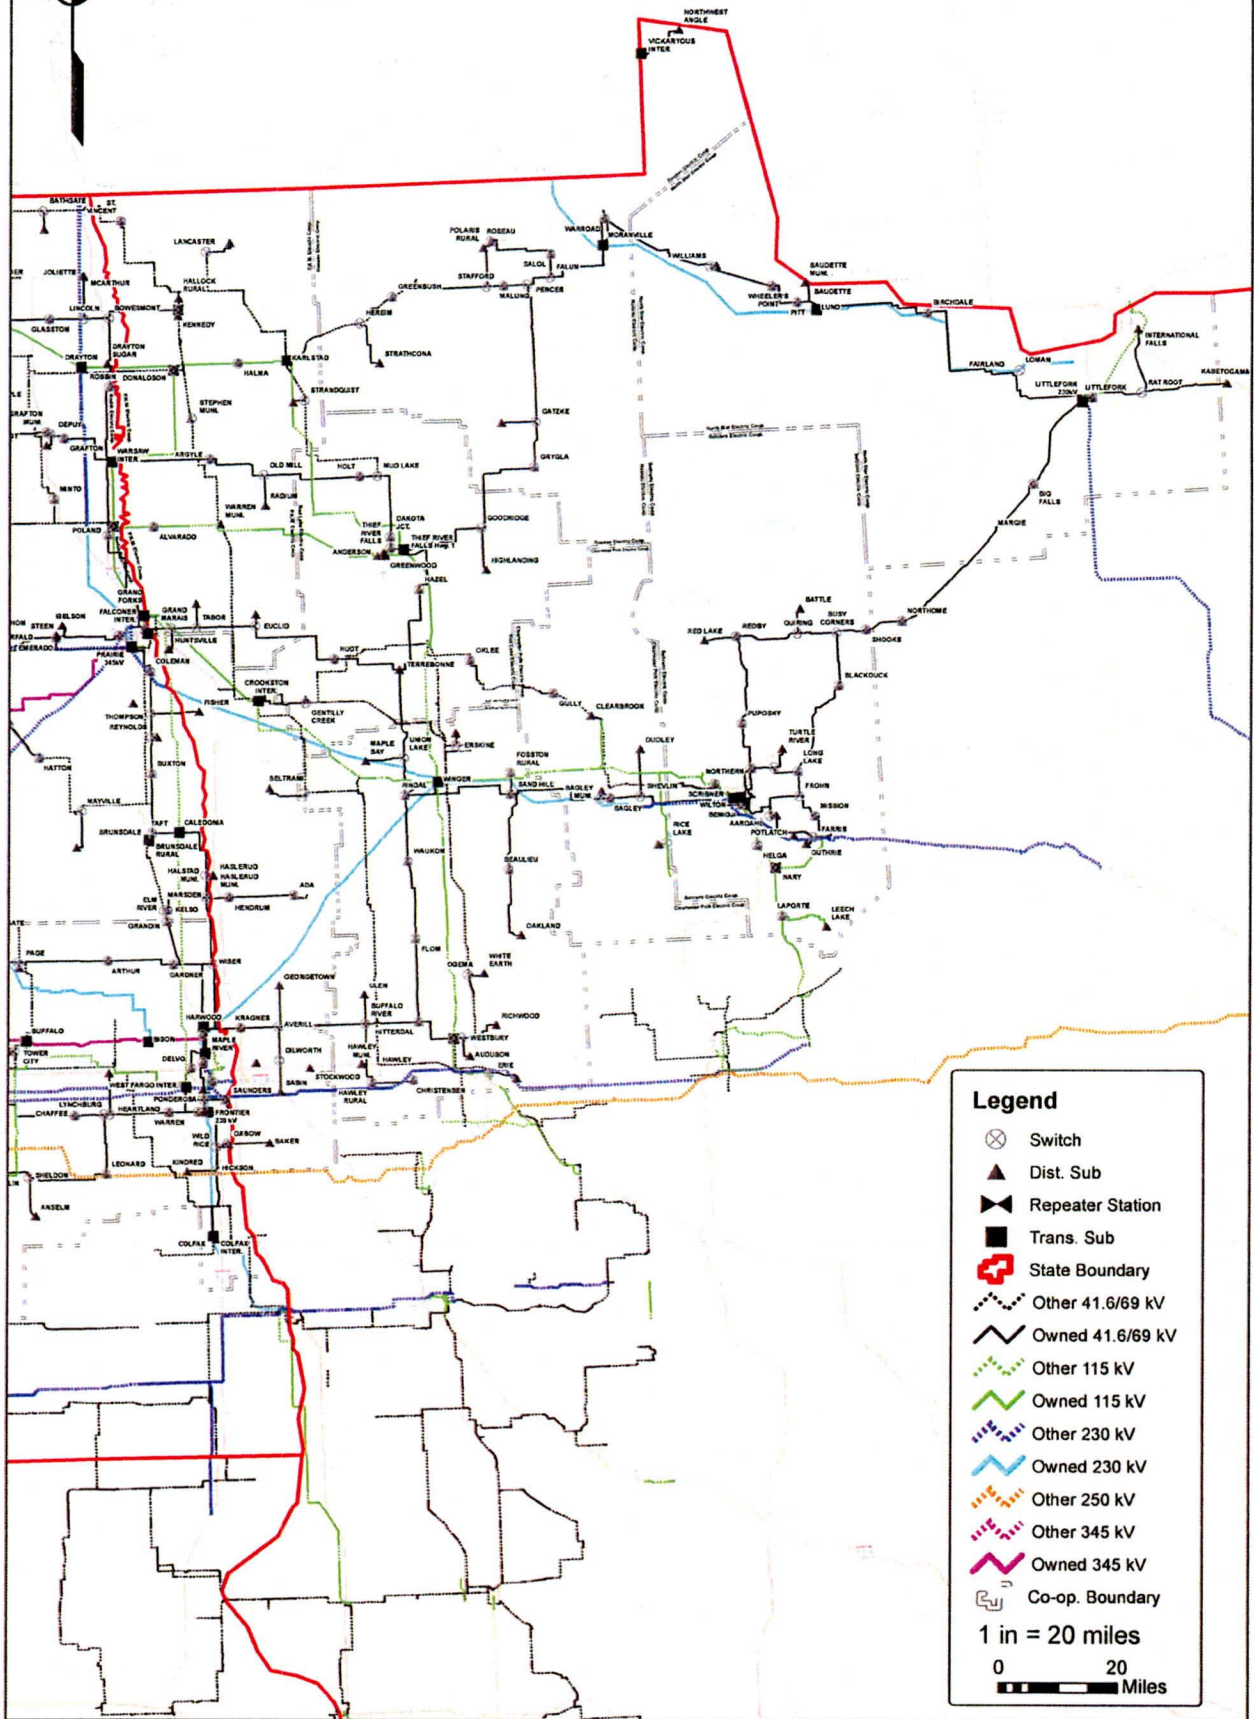 NORTHWEST
ANGLE
VICKARYOUS
INTER
BATHGATE
ST.
VINCENT
LANCASTER
POLARIS
RURAL
ROSEAU
WARROAD
MORANVILLE
JOLIETTE
MCARTHUR
HALLOCK
RURAL
STAFFORD
SALOL
FALUN
WILLIAMS
BAUDETTE
MUNI.
BAUDETTE
LINCOLN
BOWESMONT
GREENBUSH
MALUNG
PENCER
WHEELER'S
POINT
PITT
LUND
BIRCHDALE
GLASSTON
KENNEDY
HEREIM
INTERNATIONAL
FALLS
DRAYTON
DRAYTON
SUGAR
KARLSTAD
STRATHCONA
FAIRLAND
LOMAN
ROBBIN
DONALDSON
HALMA
STRANDQUIST
LITTLEFORK
230kV
LITTLEFORK
RAT ROOT
KABETOGAMA
GRAFTON
MUNI.
STEPHEN
MUNI.
GATZKE
DEPUY
GRAFTON
WARSAW
INTER
ARGYLE
OLD MILL
HOLT
MUD LAKE
GRYGLA
MINTO
WARREN
MUNI.
RADIUM
BIG
FALLS
POLAND
ALVARADO
THIEF
RIVER
FALLS
DAKOTA
JCT.
GOODRIDGE
MARGIE
ANDERSON
THIEF RIVER
FALLS Hwy. 1
GREENWOOD
HIGHLANDING
HAZEL
GRAND
FORKS
FALCONER
INTER.
GRAND
MARAIS
TABOR
EUCLID
BATTLE
NORTHOME
STEEN
HUNTSVILLE
RED LAKE
REDBY
QUIRING
BUSY
CORNERS
SHOOKS
EMERADO
PRAIRIE
345kV
COLEMAN
HUOT
TERREBONNE
OKLEE
BLACKDUCK
CROOKSTON
INTER.
FISHER
GENTILLY
CREEK
GULLY
CLEARBROOK
THOMPSON
REYNOLDS
PUPOSKY
BUXTON
MAPLE
BAY
UNION
LAKE
ERSKINE
DUDLEY
TURTLE
RIVER
LONG
LAKE
HATTON
FOSSTON
RURAL
BELTRAMI
RINDAL
WINGER
SAND HILL
BAGLEY
MUNI.
SHEVLIN
NORTHERN
SCRIBNER
FROHN
MAYVILLE
BAGLEY
WILTON
BEMIDJI
MISSION
BRUNSDALE
TAFT
CALEDONIA
AARDAHL
BRUNSDALE
RURAL
RICE
LAKE
POTLATCH
FARRIS
GUTHRIE
WAUKON
HELGA
HALSTAD
MUNI.
HASLERUD
HASLERUD
MUNI.
BEAULIEU
NARY
ELM
RIVER
MARSDEN
KELSO
HENDRUM
ADA
GRANDIN
LAPORTE
LEECH
LAKE
OAKLAND
PAGE
FLOM
ARTHUR
GARDNER
WISER
OGEMA
WHITE
EARTH
GEORGETOWN
ULEN
BUFFALO
RIVER
HARWOOD
KRAGNES
AVERILL
HITTERDAL
RICHWOOD
BUFFALO
BISON
MAPLE
RIVER
WESTBURY
TOWER
CITY
DELVO
DILWORTH
HAWLEY
MUNI.
HAWLEY
AUDUBON
ERIE
WEST FARGO INTER
STOCKWOOD
LYNCHBURG
PONDEROSA
SAUNDERS
SABIN
HAWLEY
RURAL
CHRISTENSEN
CHAFFEE
HEARTLAND
WARREN
FRONTIER
230 kV
WILD
RICE
OXBOW
BAKER
SHELDON
LEONARD
KINDRED
HICKSON
ANSELM
COLFAX
COLFAX
INTER.
Legend
Switch
Dist. Sub
Repeater Station
Trans. Sub
State Boundary
Other 41.6/69 kV
Owned 41.6/69 kV
Other 115 kV
Owned 115 kV
Other 230 kV
Owned 230 kV
Other 250 kV
Other 345 kV
Owned 345 kV
Co-op. Boundary
1 in = 20 miles
0 20
Miles